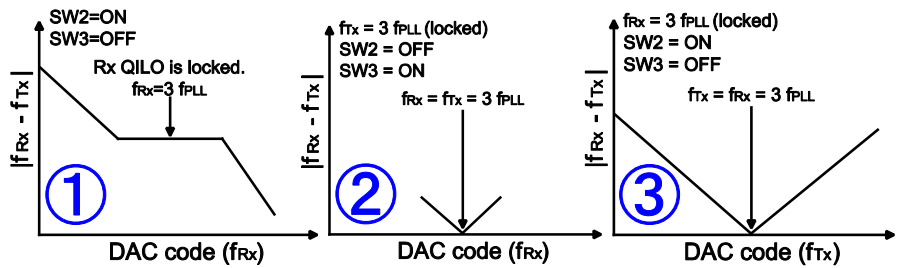 SW2=ON
SW3=OFF
Rx QILO is locked.
fRx=3 fPLL
|fRx - fTx|
①
DAC code (fRx)
fTx = 3 fPLL (locked)
SW2 = OFF
SW3 = ON
fRx = fTx = 3 fPLL
|fRx - fTx|
②
DAC code (fRx)
fRx = 3 fPLL (locked)
SW2 = ON
SW3 = OFF
fTx = fRx = 3 fPLL
|fRx - fTx|
③
DAC code (fTx)